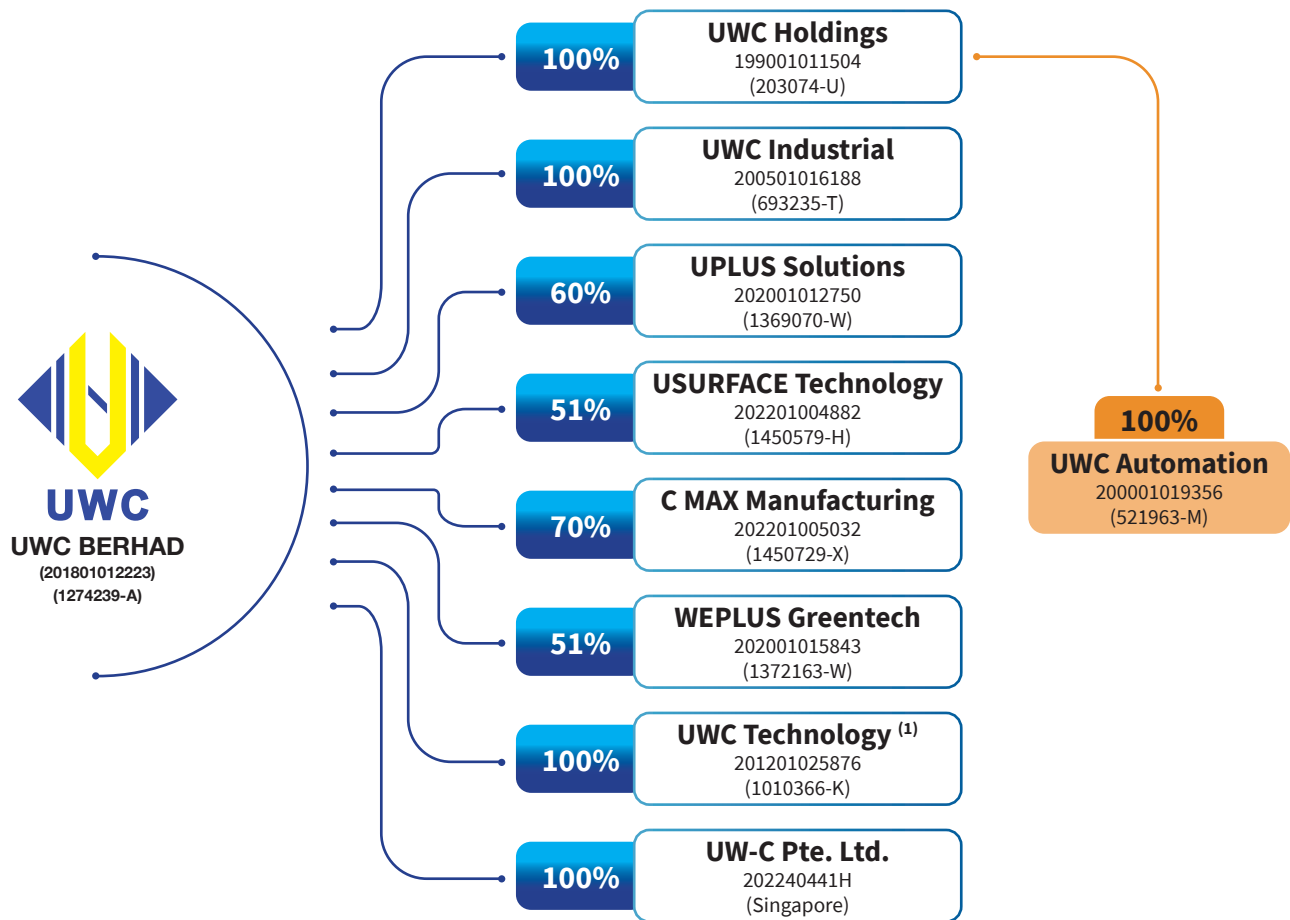 UWC
UWC BERHAD
(201801012223)
(1274239-A)
100%
UWC Holdings
199001011504
(203074-U)
100%
UWC Industrial
200501016188
(693235-T)
60%
UPLUS Solutions
202001012750
(1369070-W)
51%
USURFACE Technology
202201004882
(1450579-H)
70%
C MAX Manufacturing
202201005032
(1450729-X)
51%
WEPLUS Greentech
202001015843
(1372163-W)
100%
UWC Technology (1)
201201025876
(1010366-K)
100%
UW-C Pte. Ltd.
202240441H
(Singapore)
100%
UWC Automation
200001019356
(521963-M)